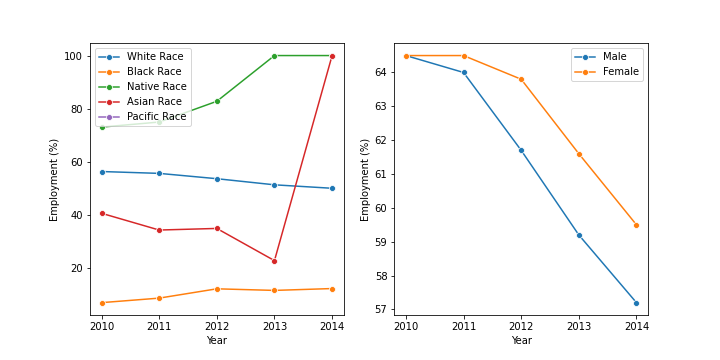 White Race
Black Race
Native Race
Asian Race
Pacific Race
100
80
60
40
20
Employment (%)
2010 2011 2012 2013 2014
Year
Male
Female
64
63
62
61
60
59
58
57
Employment (%)
2010 2011 2012 2013 2014
Year